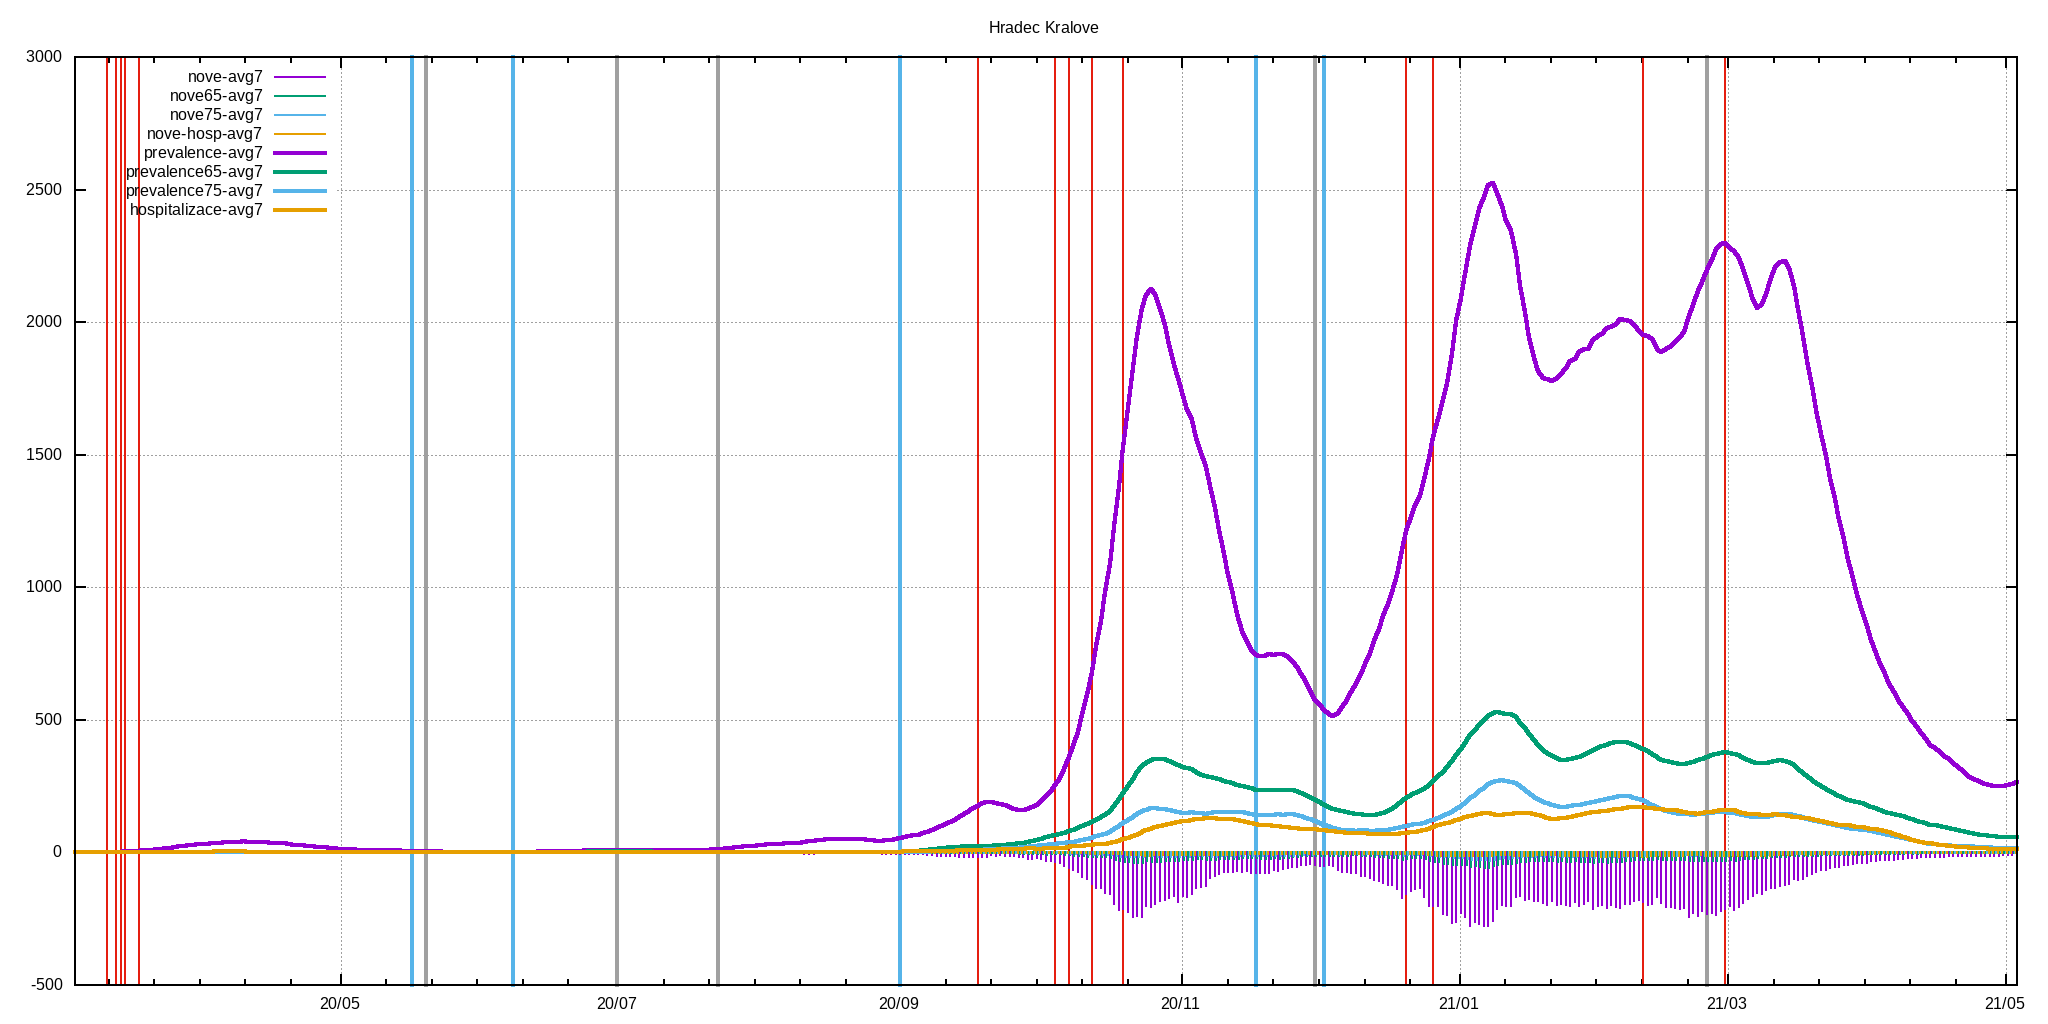 Hradec Kralove
3000
2500
2000
1500
1000
500
0
-500
nove-avg7
nove65-avg7
nove75-avg7
nove-hosp-avg7
prevalence-avg7
prevalence65-avg7
prevalence75-avg7
hospitalizace-avg7
20/05 20/07 20/09 20/11 21/01 21/03 21/05